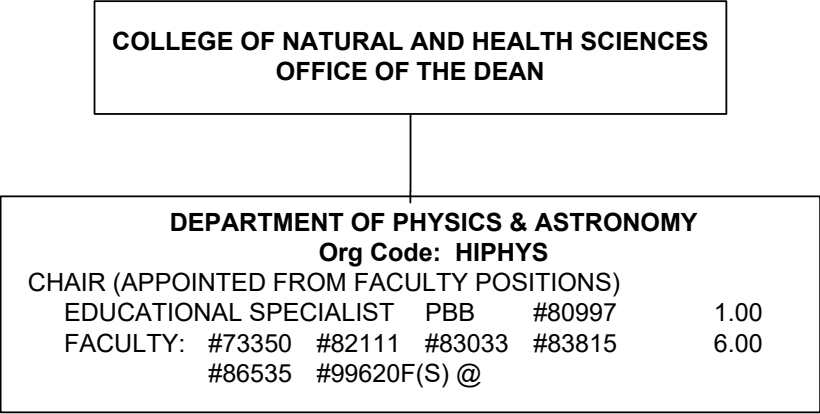 COLLEGE OF NATURAL AND HEALTH SCIENCES
OFFICE OF THE DEAN
DEPARTMENT OF PHYSICS & ASTRONOMY
Org Code: HIPHYS
CHAIR (APPOINTED FROM FACULTY POSITIONS)
EDUCATIONAL SPECIALIST PBB #80997 1.00
FACULTY: #73350 #82111 #83033 #83815 6.00
#86535 #99620F(S) @